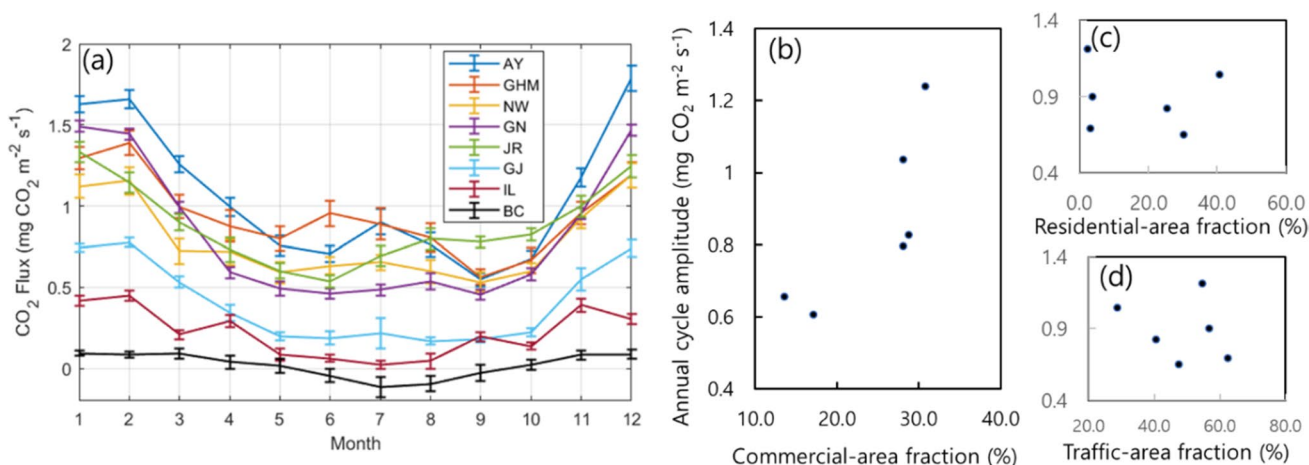 (a)
CO2 Flux (mg CO2 m-2 s-1)
2
1.5
1
0.5
0
1 2 3 4 5 6 7 8 9 10 11 12
Month
AY
GHM
NW
GN
JR
GJ
IL
BC
(b)
Annual cycle amplitude (mg CO2 m-2 s-1)
1.4
1.2
1
0.8
0.6
0.4
10.0 20.0 30.0 40.0
Commercial-area fraction (%)
(c)
1.4
0.9
0.4
0.0 20.0 40.0 60.0
Residential-area fraction (%)
(d)
1.4
0.9
0.4
20.0 40.0 60.0 80.0
Traffic-area fraction (%)